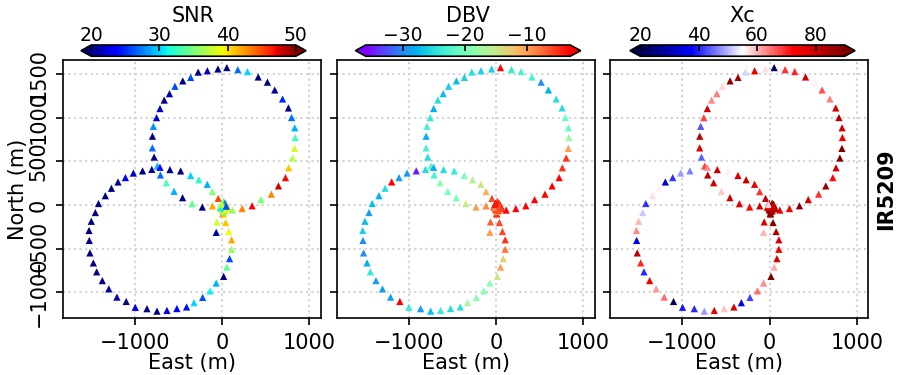 SNR DBV Xc
20 30 40 50 −30 −20 −10 20 40 60 80
North (m)
1500
1000
500
0
−500
−1000
IR5209
−1000 0 1000 −1000 0 1000 −1000 0 1000
East (m) East (m) East (m)